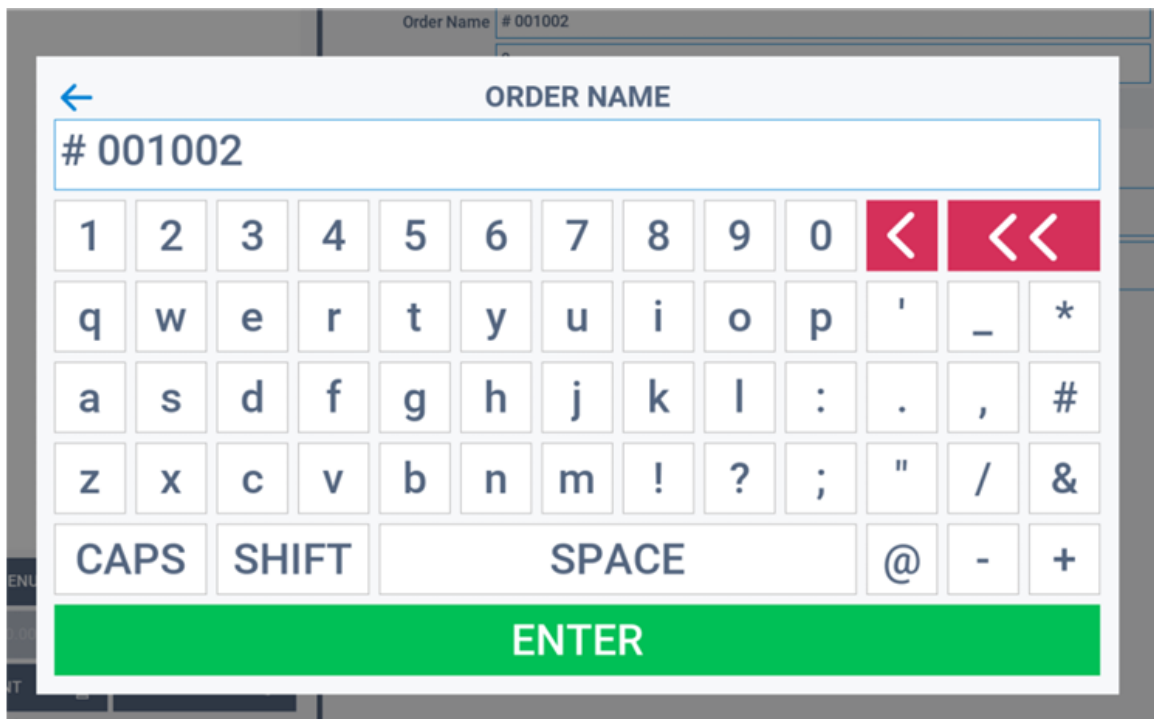 Order Name # 001002
ORDER NAME
# 001002
1 2 3 4 5 6 7 8 9 0 < <<
q w e r t y u i o p ' _ *
a s d f g h j k l : . , #
z x c v b n m ! ? ; " / &
CAPS SHIFT SPACE @ - +
ENTER